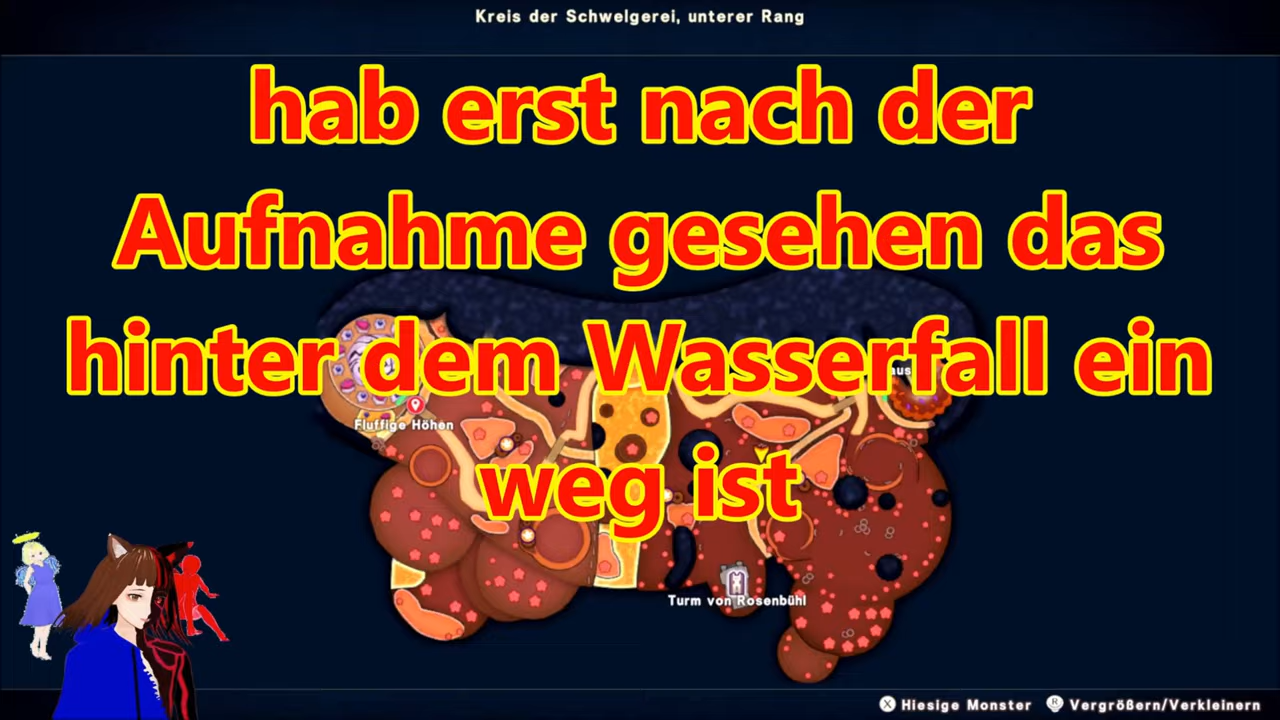 Kreis der Schwelgerei, unterer Rang
hab erst nach der
Aufnahme gesehen das
hinter dem Wasserfall ein
weg ist
Fluffige Höhen
Turm von Rosenbühl
X Hiesige Monster R Vergrößern/Verkleinern